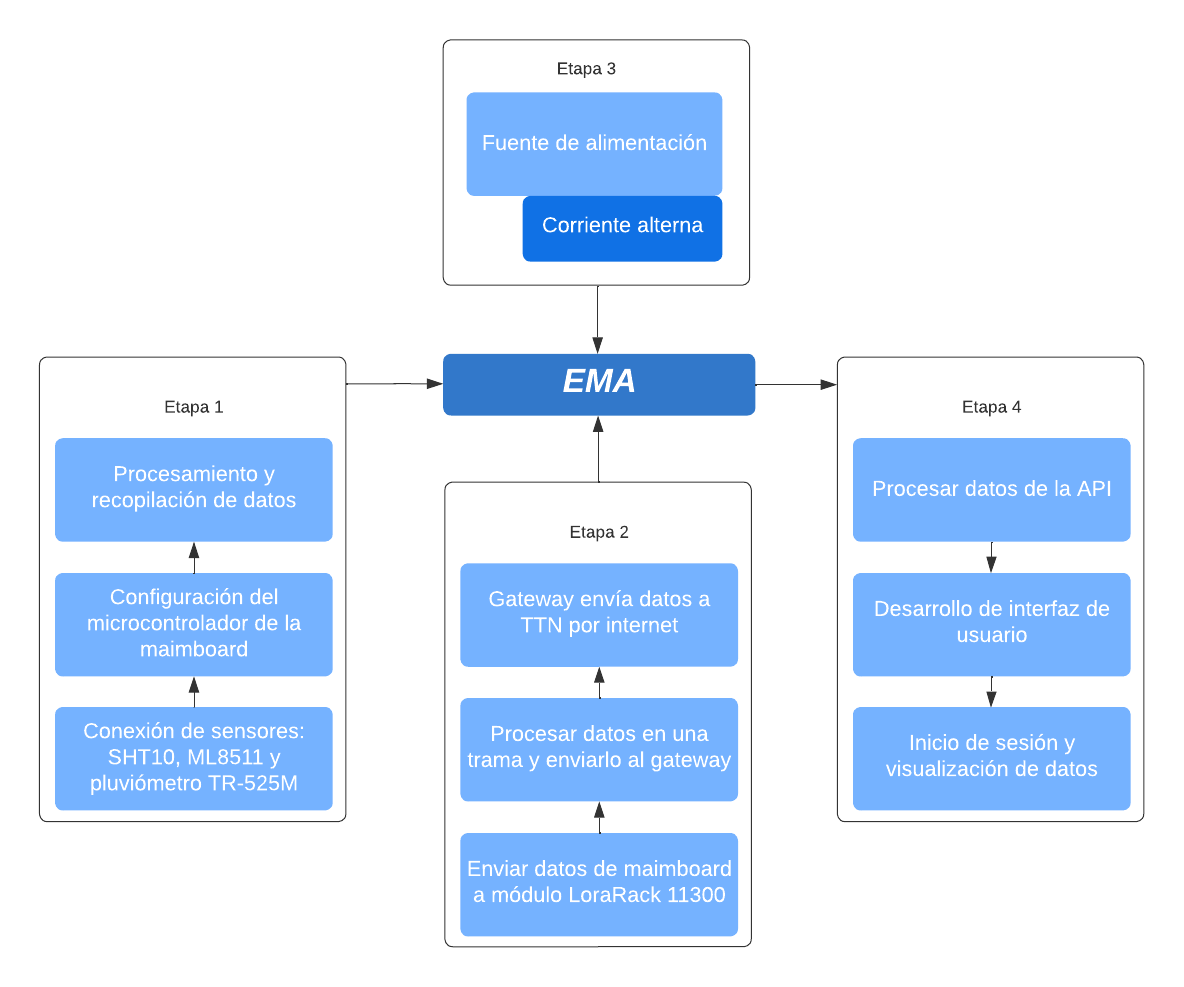 Etapa 3
Fuente de alimentación
Corriente alterna
EMA
Etapa 1
Procesamiento y
recopilación de datos
Configuración del
microcontrolador de la
maimboard
Conexión de sensores:
SHT10, ML8511 y
pluviómetro TR-525M
Etapa 2
Gateway envía datos a
TTN por internet
Procesar datos en una
trama y enviarlo al gateway
Enviar datos de maimboard
a módulo LoraRack 11300
Etapa 4
Procesar datos de la API
Desarrollo de interfaz de
usuario
Inicio de sesión y
visualización de datos